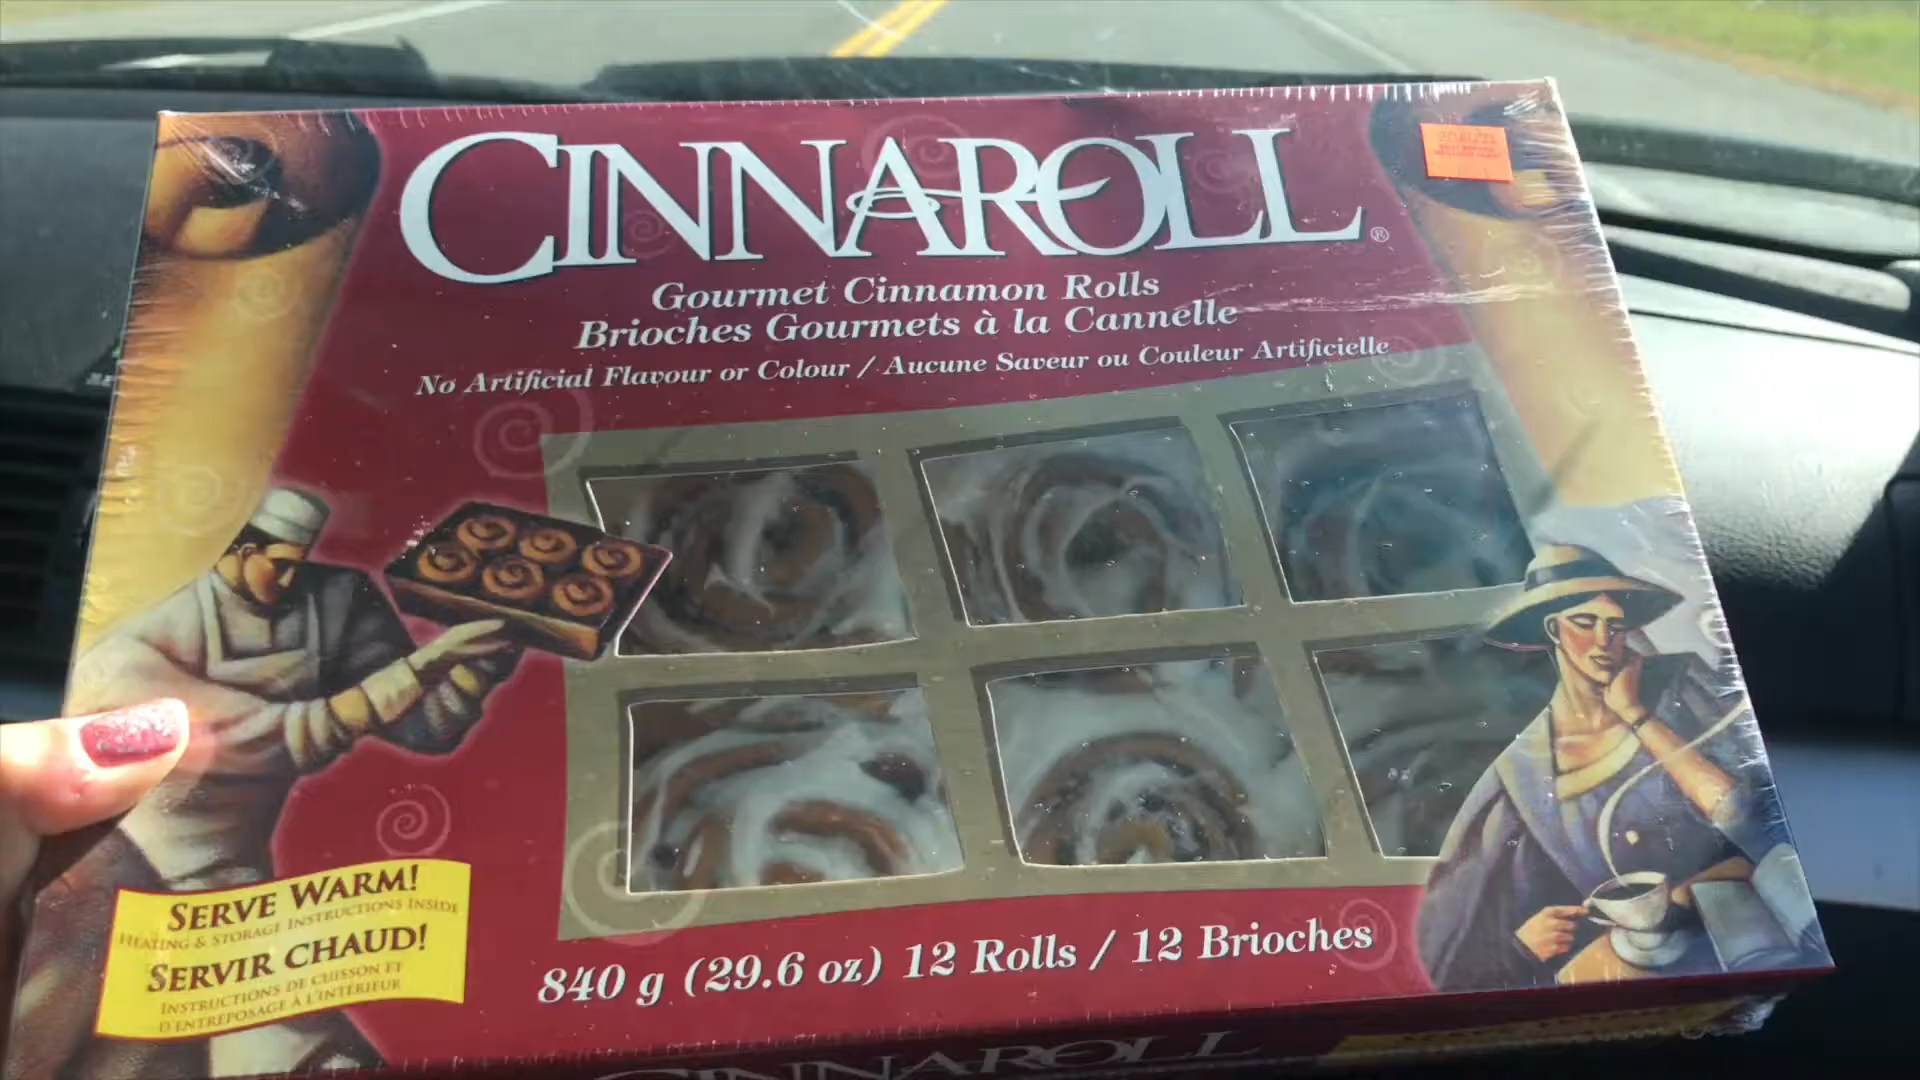 CINNAROLL®
Gourmet Cinnamon Rolls
Brioches Gourmets à la Cannelle
No Artificial Flavour or Colour / Aucune Saveur ou Couleur Artificielle
SERVE WARM!
HEATING & STORAGE INSTRUCTIONS INSIDE
SERVIR CHAUD!
INSTRUCTIONS DE CUISSON ET
D'ENTREPOSAGE À L'INTÉRIEUR
840 g (29.6 oz) 12 Rolls / 12 Brioches
CINNAROLL